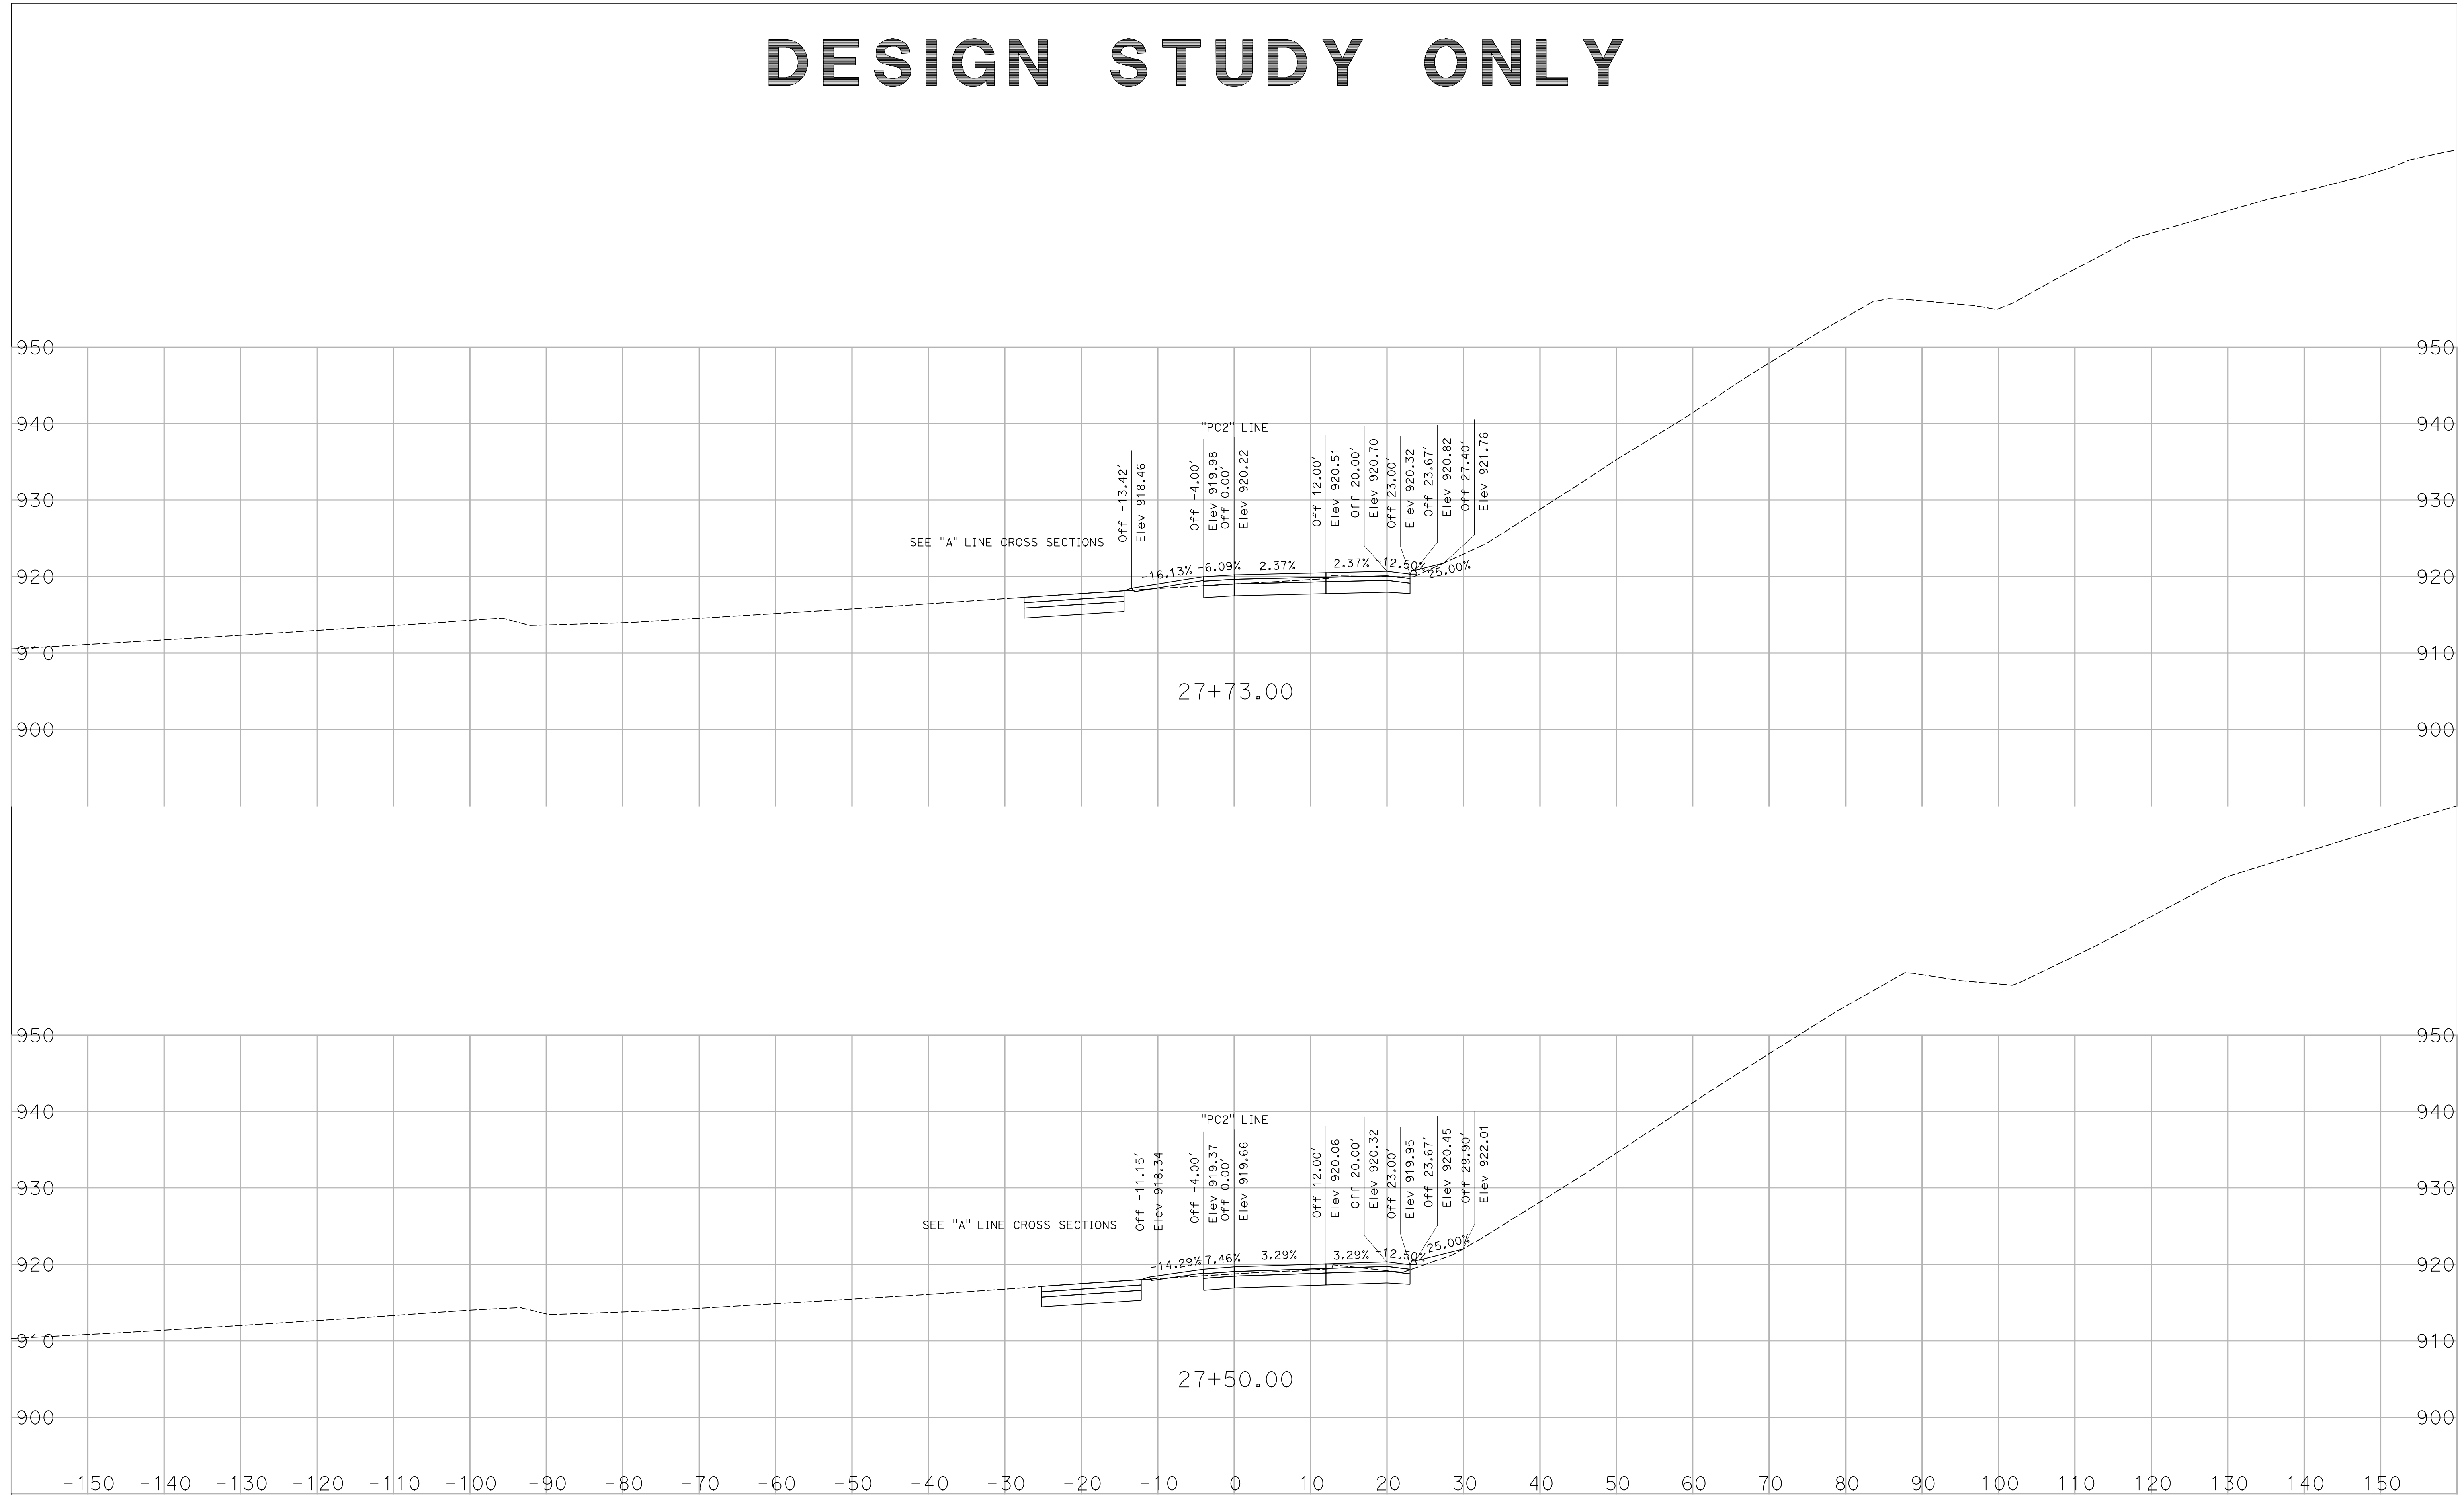 DESIGN STUDY ONLY
950 950
940 940
"PC2" LINE
930 930
Off -13.42'
Elev 918.46
Off -4.00'
Elev 919.98
Off 0.00'
Elev 920.22
Off 12.00'
Elev 920.51
Off 20.00'
Elev 920.70
Off 23.00'
Elev 920.32
Off 23.67'
Elev 920.82
Off 27.40'
Elev 921.76
SEE "A" LINE CROSS SECTIONS
-16.13% -6.09% 2.37% 2.37% -12.50% 25.00%
920 920
910 910
27+73.00
900 900
950 950
940 940
"PC2" LINE
930 930
Off -11.15'
Elev 918.34
Off -4.00'
Elev 919.37
Off 0.00'
Elev 919.66
Off 12.00'
Elev 920.06
Off 20.00'
Elev 920.32
Off 23.00'
Elev 919.95
Off 23.67'
Elev 920.45
Off 29.90'
Elev 922.01
SEE "A" LINE CROSS SECTIONS
-14.29% -7.46% 3.29% 3.29% -12.50% 25.00%
920 920
910 910
27+50.00
900 900
-150 -140 -130 -120 -110 -100 -90 -80 -70 -60 -50 -40 -30 -20 -10 0 10 20 30 40 50 60 70 80 90 100 110 120 130 140 150